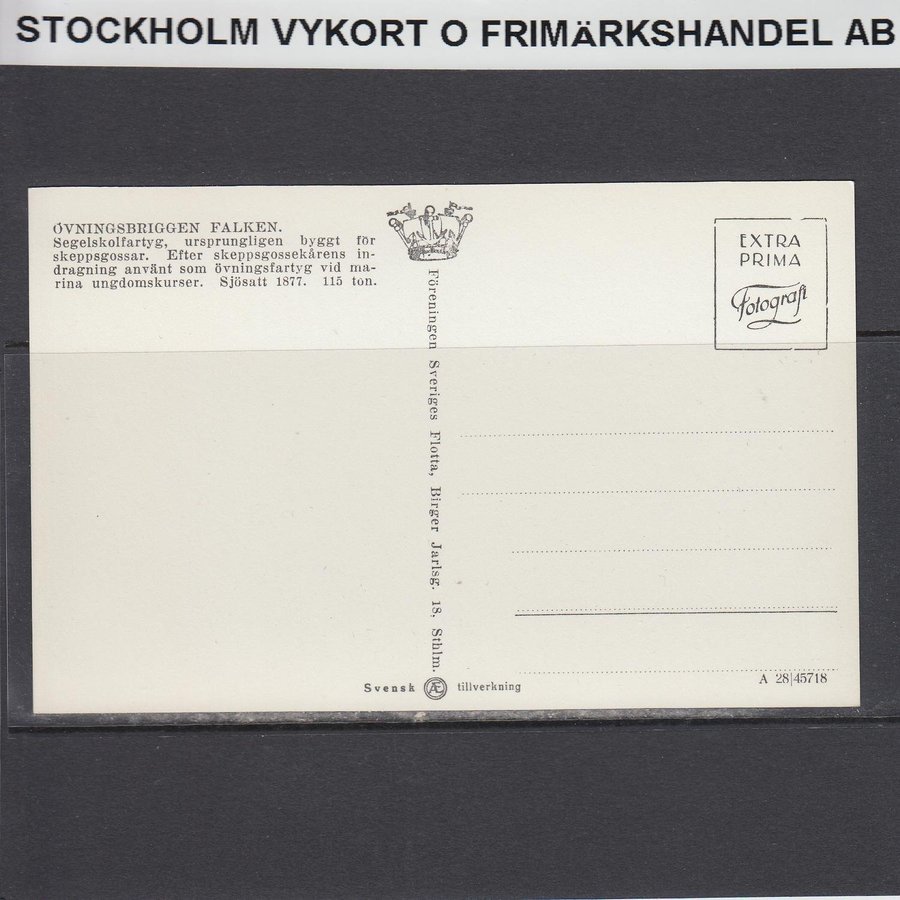 STOCKHOLM VYKORT O FRIMÄRKSHANDEL AB
ÖVNINGSBRIGGEN FALKEN.
Segelskolfartyg, ursprungligen byggt för
skeppsgossar. Efter skeppsgossekårens in-
dragning använt som övningsfartyg vid ma-
rina ungdomskurser. Sjösatt 1877. 115 ton.
Föreningen Sveriges Flotta, Birger Jarlsg. 18, Sthlm.
EXTRA
PRIMA
Fotografi
A 28|45718
Svensk Æ tillverkning